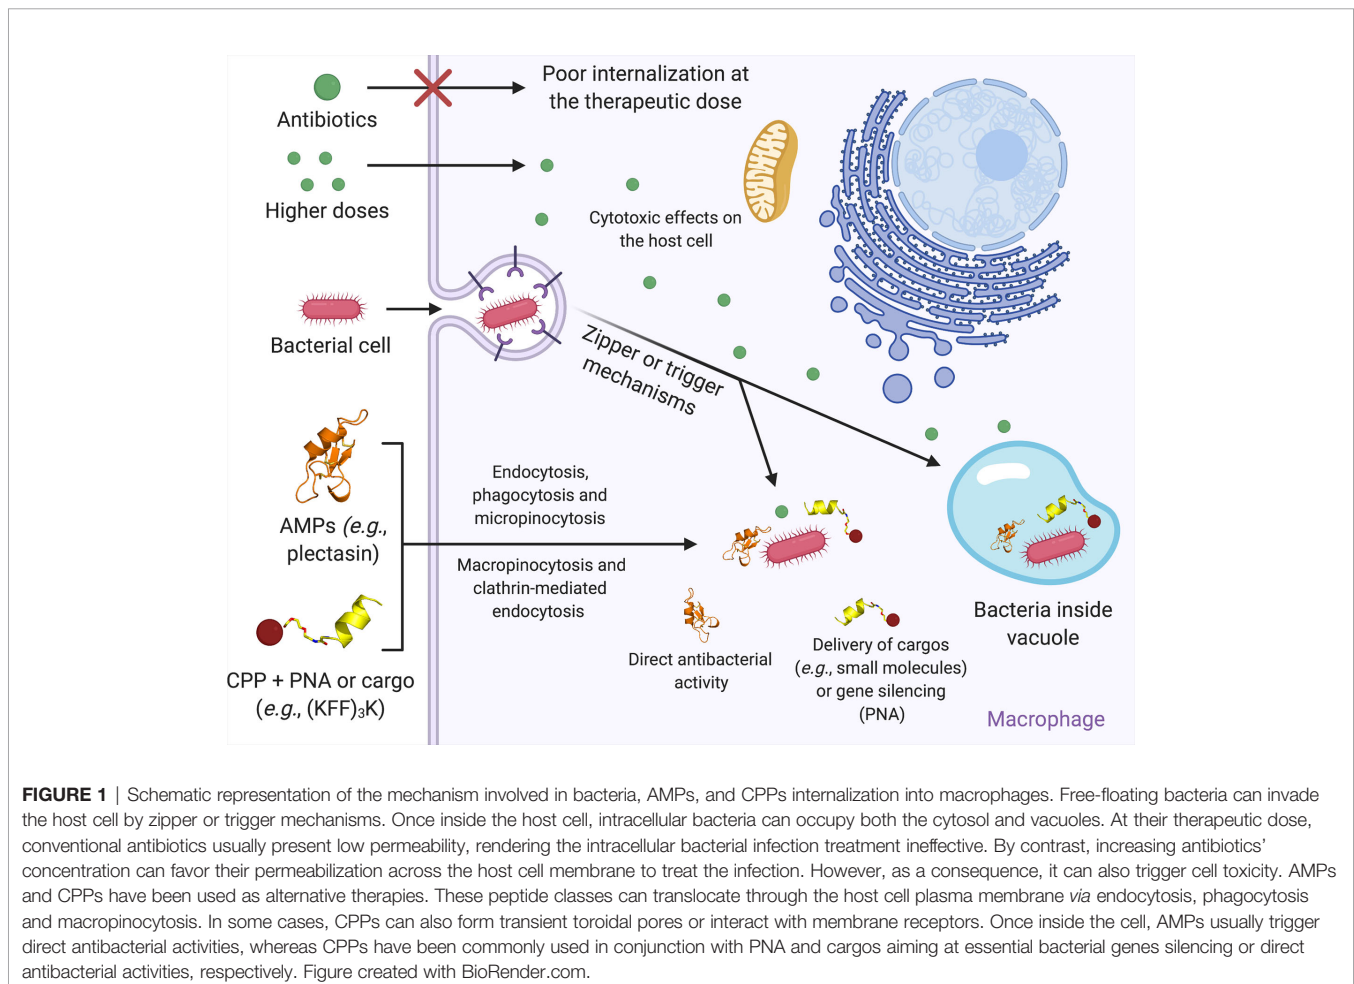 Antibiotics
Poor internalization at
the therapeutic dose
Higher doses
Cytotoxic effects on
the host cell
Bacterial cell
Zipper or trigger
mechanisms
AMPs (e.g.,
plectasin)
Endocytosis,
phagocytosis and
micropinocytosis
Macropinocytosis and
clathrin-mediated
endocytosis
CPP + PNA or cargo
(e.g., (KFF)₃K)
Direct antibacterial
activity
Delivery of cargos
(e.g., small molecules)
or gene silencing
(PNA)
Bacteria inside
vacuole
Macrophage
FIGURE 1 | Schematic representation of the mechanism involved in bacteria, AMPs, and CPPs internalization into macrophages. Free-floating bacteria can invade
the host cell by zipper or trigger mechanisms. Once inside the host cell, intracellular bacteria can occupy both the cytosol and vacuoles. At their therapeutic dose,
conventional antibiotics usually present low permeability, rendering the intracellular bacterial infection treatment ineffective. By contrast, increasing antibiotics'
concentration can favor their permeabilization across the host cell membrane to treat the infection. However, as a consequence, it can also trigger cell toxicity. AMPs
and CPPs have been used as alternative therapies. These peptide classes can translocate through the host cell plasma membrane via endocytosis, phagocytosis
and macropinocytosis. In some cases, CPPs can also form transient toroidal pores or interact with membrane receptors. Once inside the cell, AMPs usually trigger
direct antibacterial activities, whereas CPPs have been commonly used in conjunction with PNA and cargos aiming at essential bacterial genes silencing or direct
antibacterial activities, respectively. Figure created with BioRender.com.